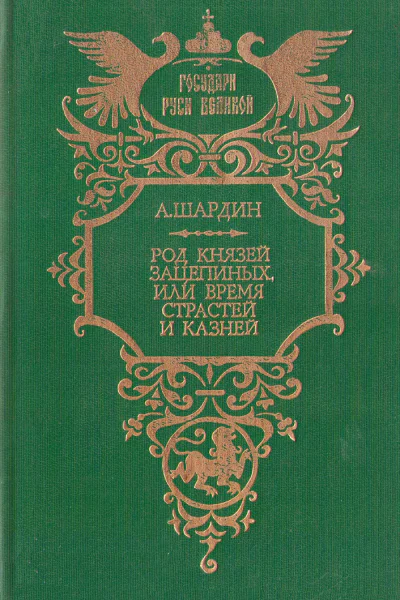 ГОСУДАРИ
РУСИ ВЕЛИКОЙ
А.ШАРДИН
РОД КНЯЗЕЙ
ЗАЦЕПИНЫХ,
ИЛИ ВРЕМЯ
СТРАСТЕЙ
И КАЗНЕЙ